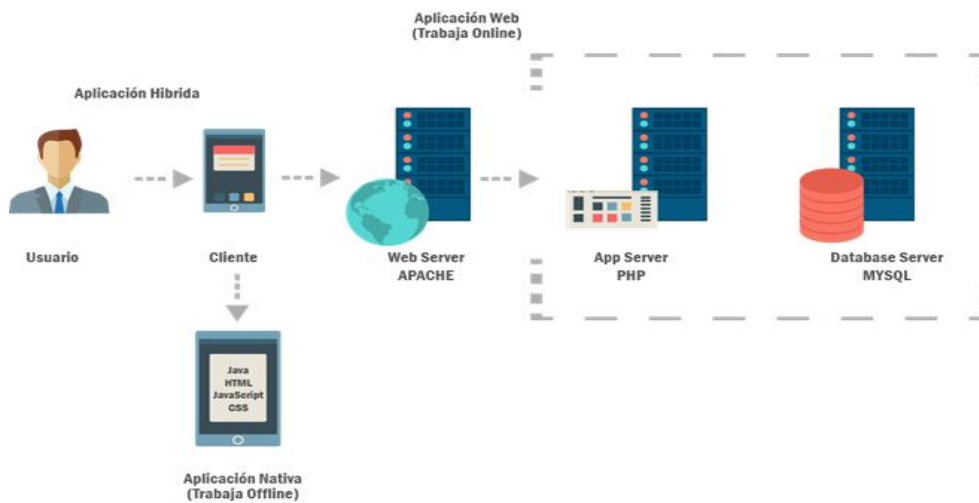 Aplicación Web
(Trabaja Online)
Aplicación Hibrida
Usuario
Cliente
Web Server
APACHE
App Server
PHP
Database Server
MYSQL
Java
HTML
JavaScript
CSS
Aplicación Nativa
(Trabaja Offline)